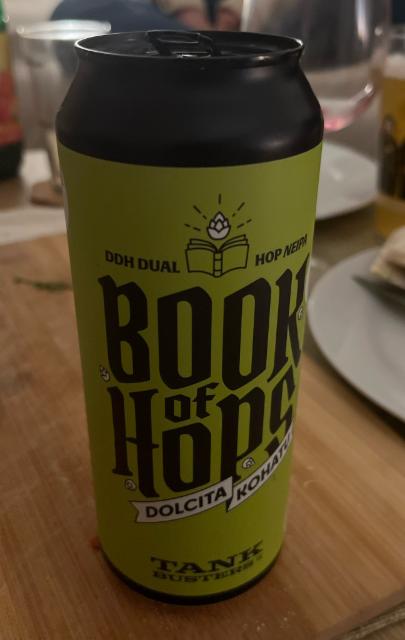 DDH DUAL HOP NEIPA
BOOK
OF
HOPS
DOLCITA KOHATU
TANK
BUSTERS